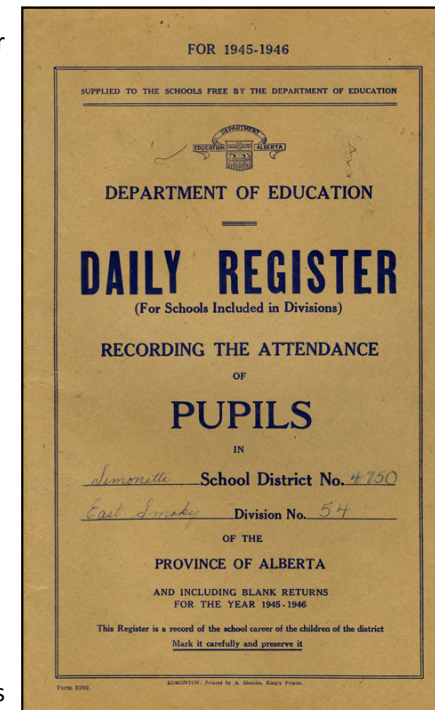 FOR 1945-1946
SUPPLIED TO THE SCHOOLS FREE BY THE DEPARTMENT OF EDUCATION
DEPARTMENT
EDUCATION ALBERTA
DEPARTMENT OF EDUCATION
DAILY REGISTER
(For Schools Included in Divisions)
RECORDING THE ATTENDANCE
OF
PUPILS
IN
Simonette School District No. 4750
East Smoky Division No. 54
OF THE
PROVINCE OF ALBERTA
AND INCLUDING BLANK RETURNS
FOR THE YEAR 1945-1946
This Register is a record of the school career of the children of the district
Mark it carefully and preserve it
EDMONTON: Printed by A. Shnitka, King's Printer.